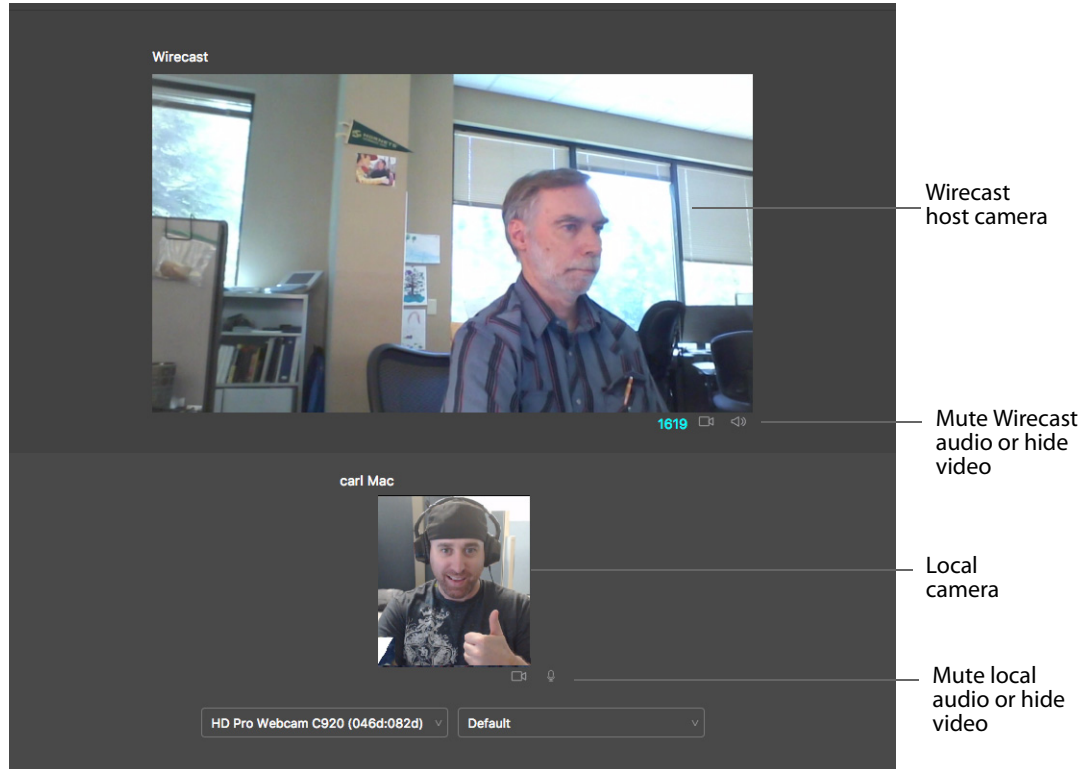 Wirecast
HORNETS
Wirecast
host camera
1619
Mute Wirecast
audio or hide
video
carl Mac
Local
camera
Mute local
audio or hide
video
HD Pro Webcam C920 (046d:082d)
Default